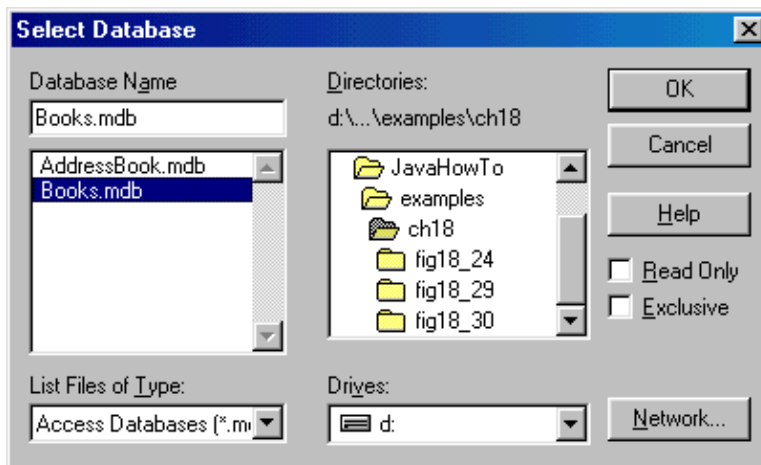 Select Database
Database Name
Books.mdb
AddressBook.mdb
Books.mdb
List Files of Type:
Access Databases (*.m
Directories:
d:\...\examples\ch18
JavaHowTo
examples
ch18
fig18_24
fig18_29
fig18_30
Drives:
d:
OK
Cancel
Help
Read Only
Exclusive
Network...